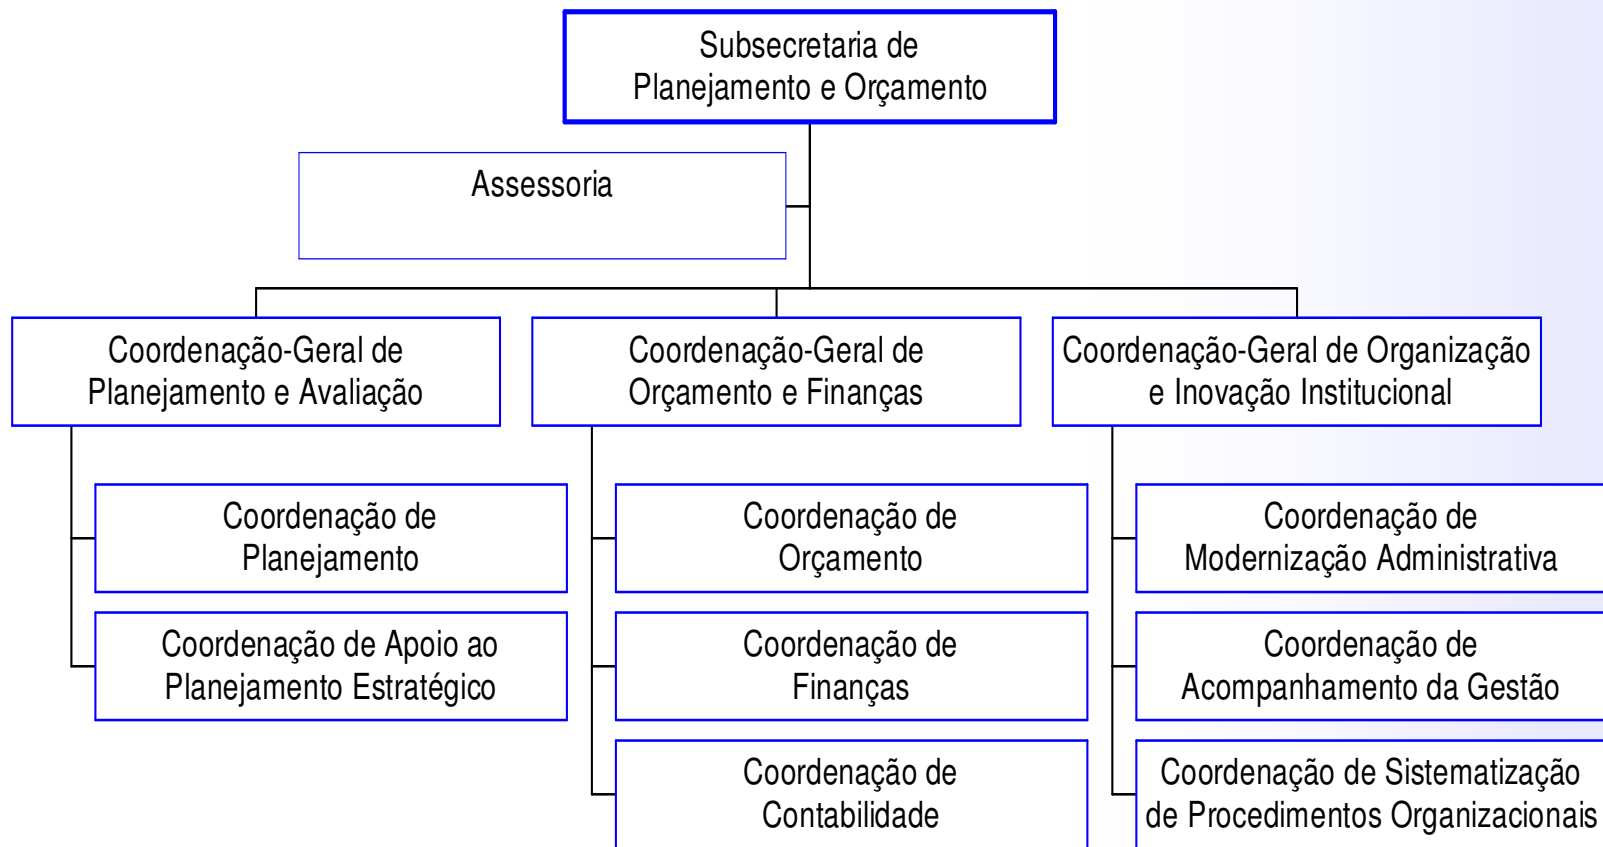 Subsecretaria de
Planejamento e Orçamento
Assessoria
Coordenação-Geral de
Planejamento e Avaliação
Coordenação-Geral de
Orçamento e Finanças
Coordenação-Geral de Organização
e Inovação Institucional
Coordenação de
Planejamento
Coordenação de Apoio ao
Planejamento Estratégico
Coordenação de
Orçamento
Coordenação de
Finanças
Coordenação de
Contabilidade
Coordenação de
Modernização Administrativa
Coordenação de
Acompanhamento da Gestão
Coordenação de Sistematização
de Procedimentos Organizacionais